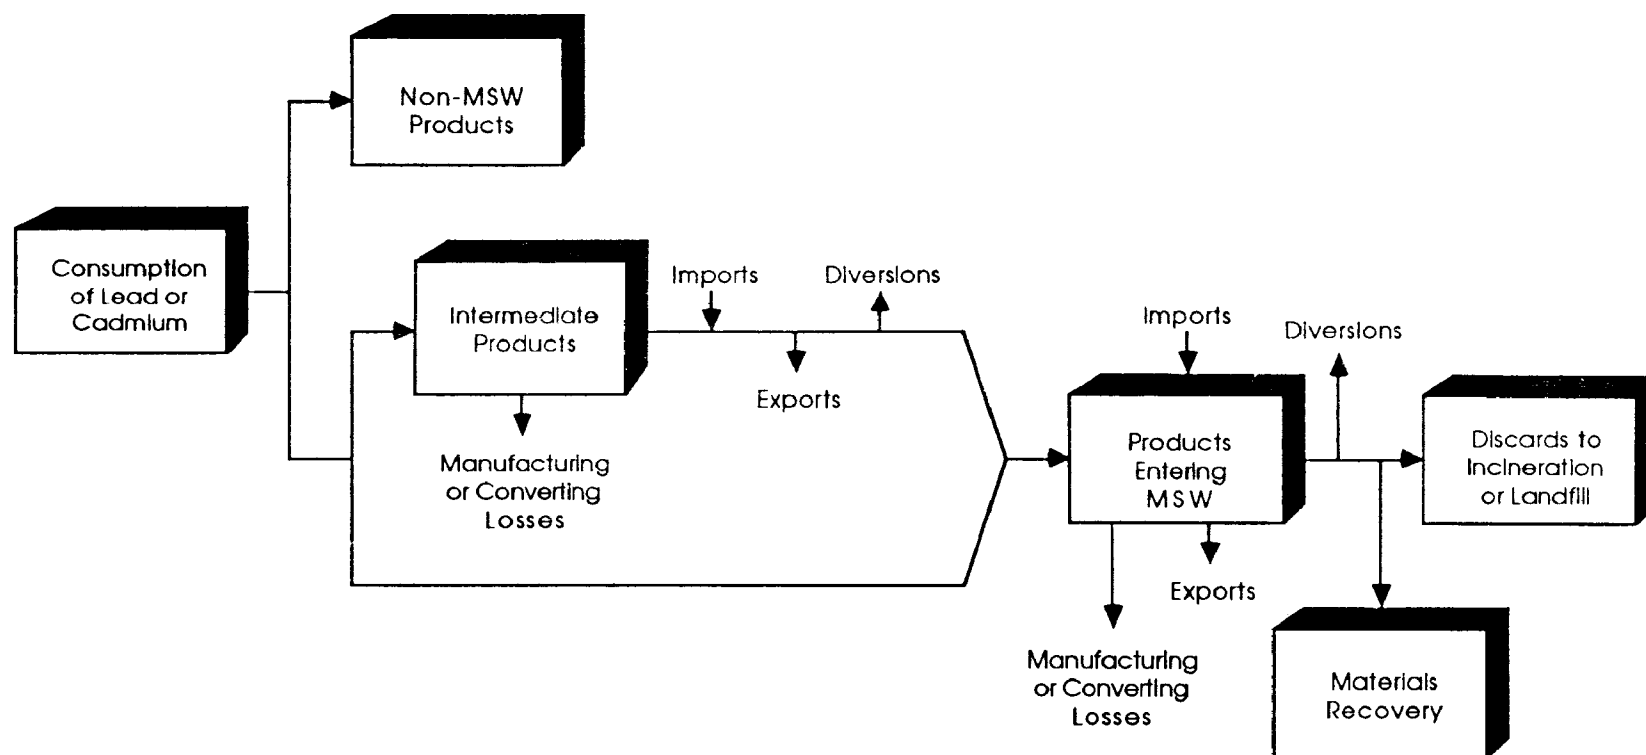 Non-MSW
Products
Consumption
of Lead or
Cadmium
Intermediate
Products
Imports
Diversions
Exports
Manufacturing
or Converting
Losses
Imports
Diversions
Products
Entering
MSW
Discards to
Incineration
or Landfill
Exports
Manufacturing
or Converting
Losses
Materials
Recovery